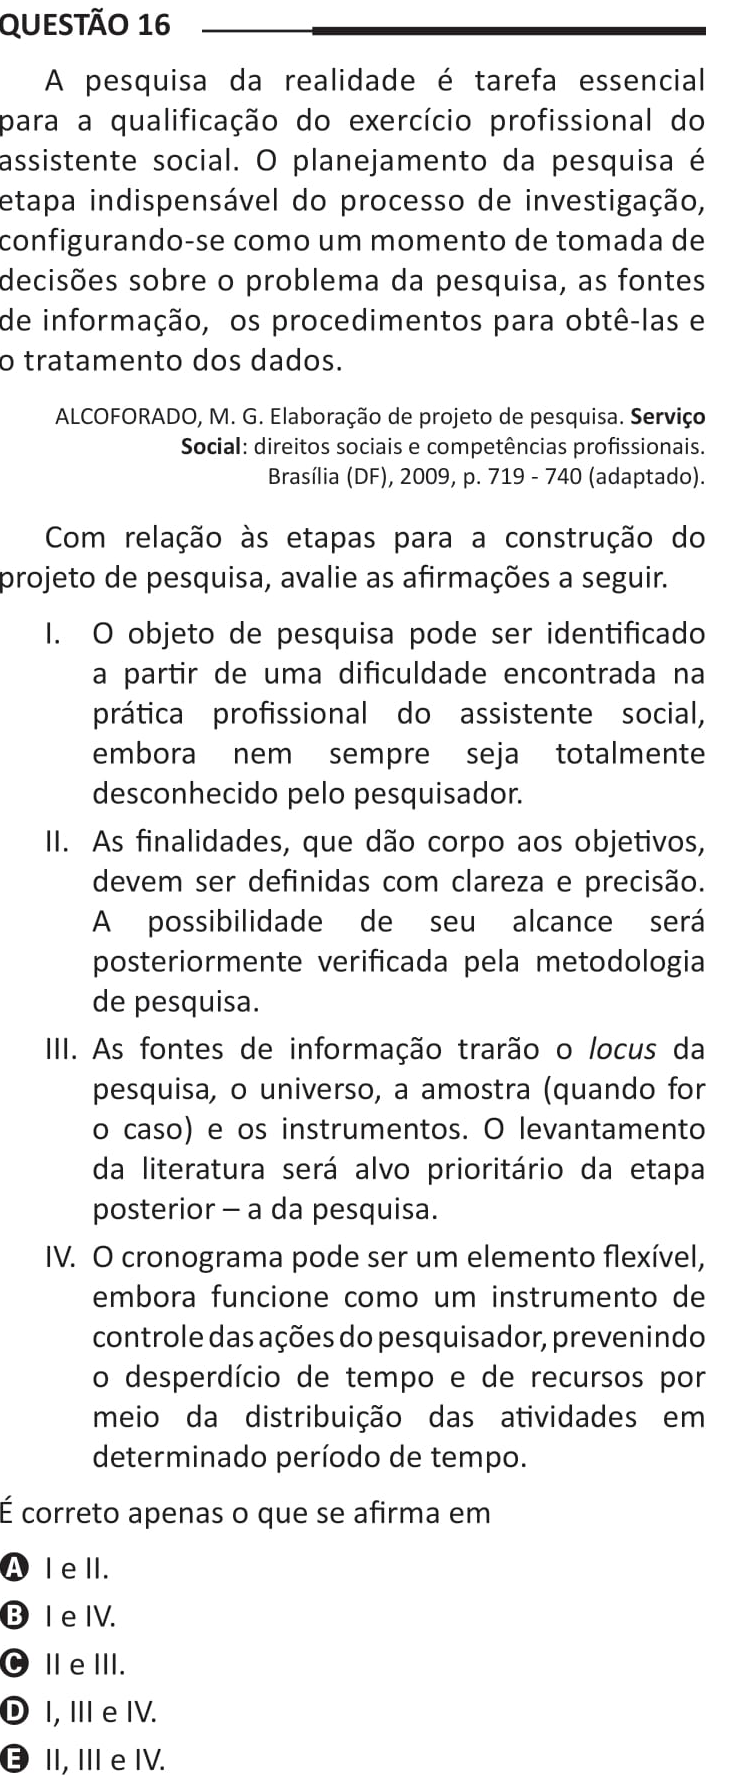 QUESTÃO 16
A pesquisa da realidade é tarefa essencial
para a qualificação do exercício profissional do
assistente social. O planejamento da pesquisa é
etapa indispensável do processo de investigação,
configurando-se como um momento de tomada de
decisões sobre o problema da pesquisa, as fontes
de informação, os procedimentos para obtê-las e
o tratamento dos dados.
ALCOFORADO, M. G. Elaboração de projeto de pesquisa. Serviço
Social: direitos sociais e competências profissionais.
Brasília (DF), 2009, p. 719 - 740 (adaptado).
Com relação às etapas para a construção do
projeto de pesquisa, avalie as afirmações a seguir.
I. O objeto de pesquisa pode ser identificado
a partir de uma dificuldade encontrada na
prática profissional do assistente social,
embora nem sempre seja totalmente
desconhecido pelo pesquisador.
II. As finalidades, que dão corpo aos objetivos,
devem ser definidas com clareza e precisão.
A possibilidade de seu alcance será
posteriormente verificada pela metodologia
de pesquisa.
III. As fontes de informação trarão o locus da
pesquisa, o universo, a amostra (quando for
o caso) e os instrumentos. O levantamento
da literatura será alvo prioritário da etapa
posterior – a da pesquisa.
IV. O cronograma pode ser um elemento flexível,
embora funcione como um instrumento de
controle das ações do pesquisador, prevenindo
o desperdício de tempo e de recursos por
meio da distribuição das atividades em
determinado período de tempo.
É correto apenas o que se afirma em
A I e II.
B I e IV.
C II e III.
D I, III e IV.
E II, III e IV.